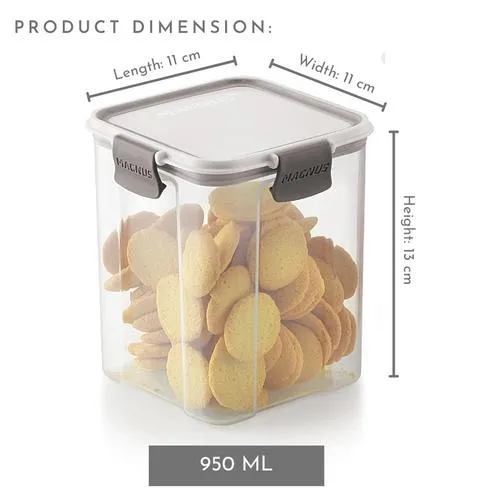 PRODUCT DIMENSION:
Length: 11 cm
Width: 11 cm
MAGNUS
MAGNUS
Height: 13 cm
950 ML